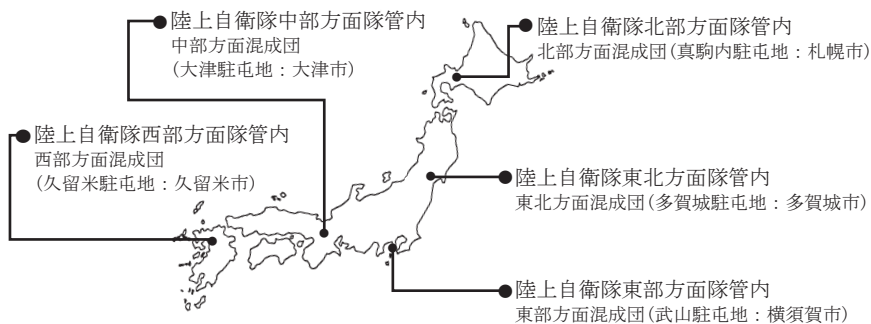 陸上自衛隊中部方面隊管内
中部方面混成団
(大津駐屯地：大津市)
陸上自衛隊北部方面隊管内
北部方面混成団(真駒内駐屯地：札幌市)
陸上自衛隊西部方面隊管内
西部方面混成団
(久留米駐屯地：久留米市)
陸上自衛隊東北方面隊管内
東北方面混成団(多賀城駐屯地：多賀城市)
陸上自衛隊東部方面隊管内
東部方面混成団(武山駐屯地：横須賀市)